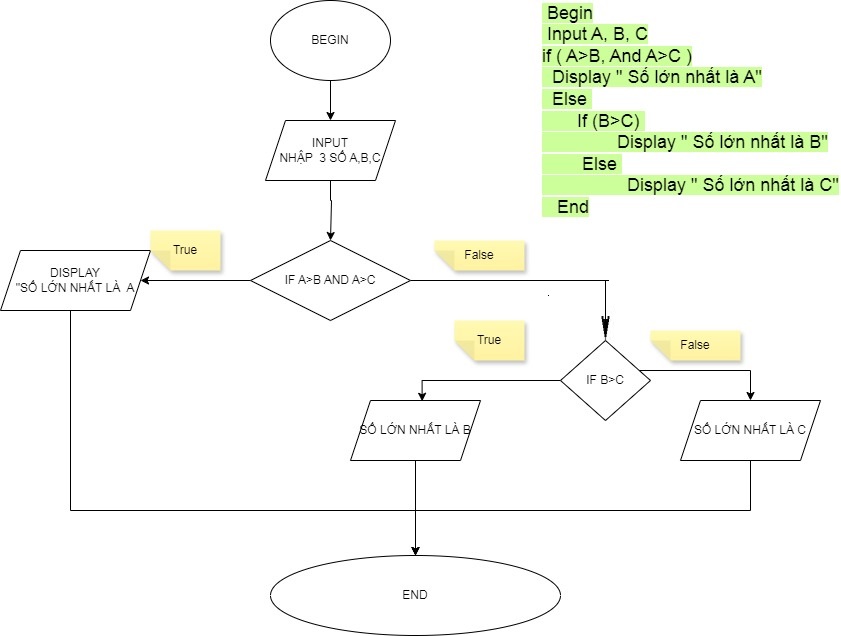 BEGIN
INPUT
NHẬP 3 SỐ A,B,C
True
False
DISPLAY
"SỐ LỚN NHẤT LÀ A
IF A>B AND A>C
True
False
IF B>C
SỐ LỚN NHẤT LÀ B
SỐ LỚN NHẤT LÀ C
END
Begin
Input A, B, C
if ( A>B, And A>C )
Display " Số lớn nhất là A"
Else
If (B>C)
Display " Số lớn nhất là B"
Else
Display " Số lớn nhất là C"
End